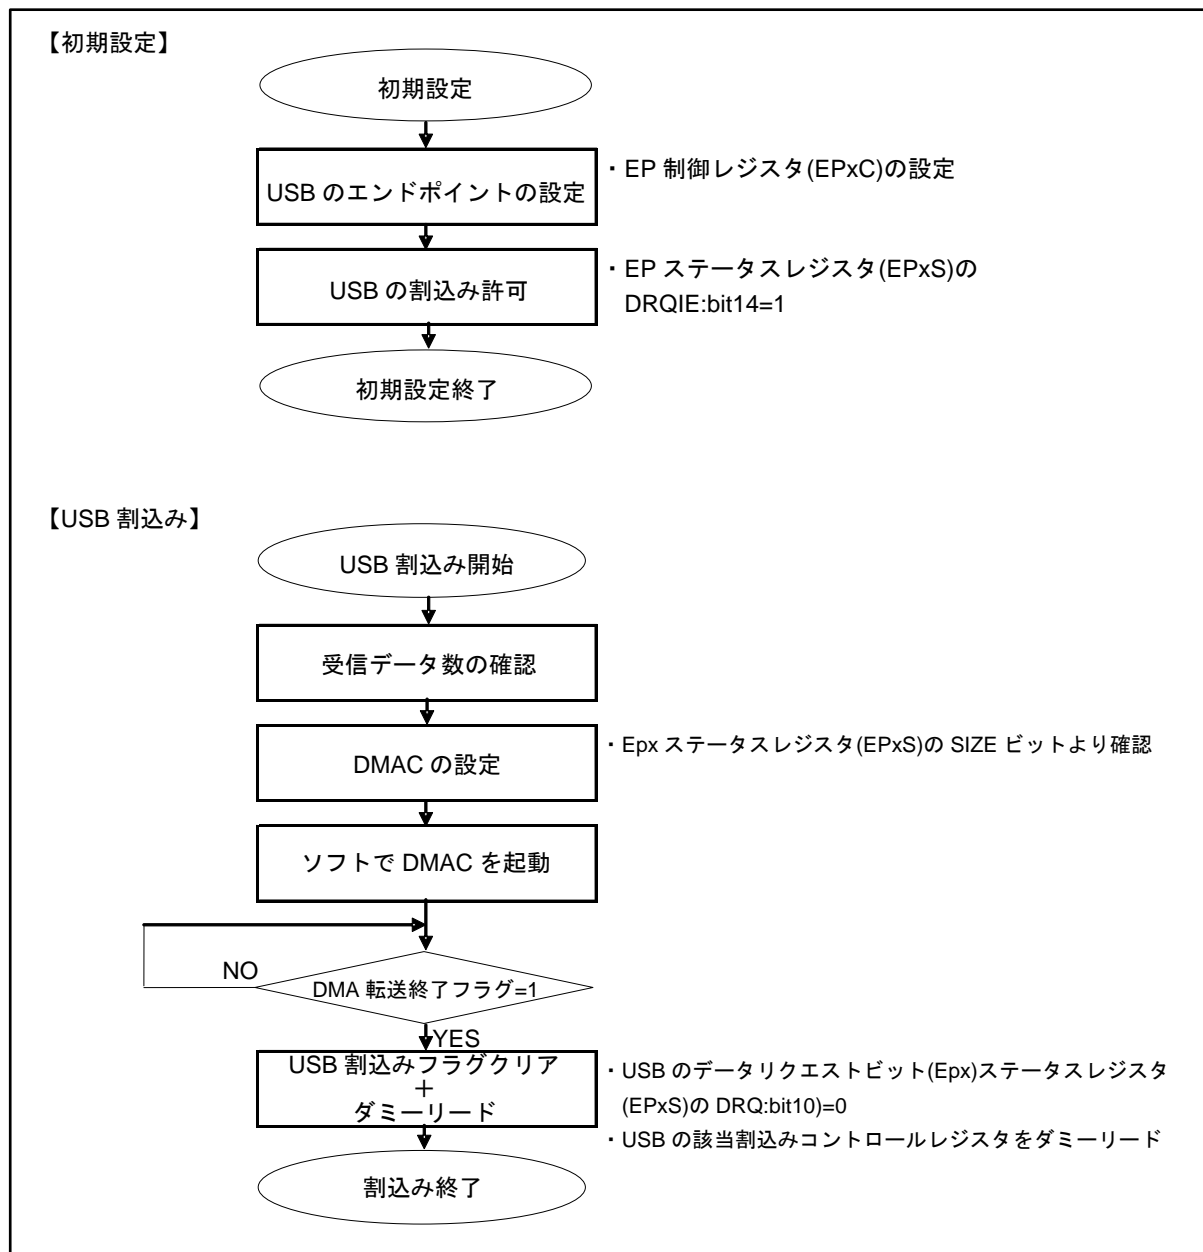 【初期設定】
初期設定
USB のエンドポイントの設定
・EP 制御レジスタ(EPxC)の設定
USB の割込み許可
・EP ステータスレジスタ(EPxS)の
DRQIE:bit14=1
初期設定終了
【USB 割込み】
USB 割込み開始
受信データ数の確認
DMAC の設定
・Epx ステータスレジスタ(EPxS)の SIZE ビットより確認
ソフトで DMAC を起動
NO
DMA 転送終了フラグ=1
YES
USB 割込みフラグクリア
＋
ダミーリード
・USB のデータリクエストビット(Epx)ステータスレジスタ
(EPxS)の DRQ:bit10)=0
・USB の該当割込みコントロールレジスタをダミーリード
割込み終了